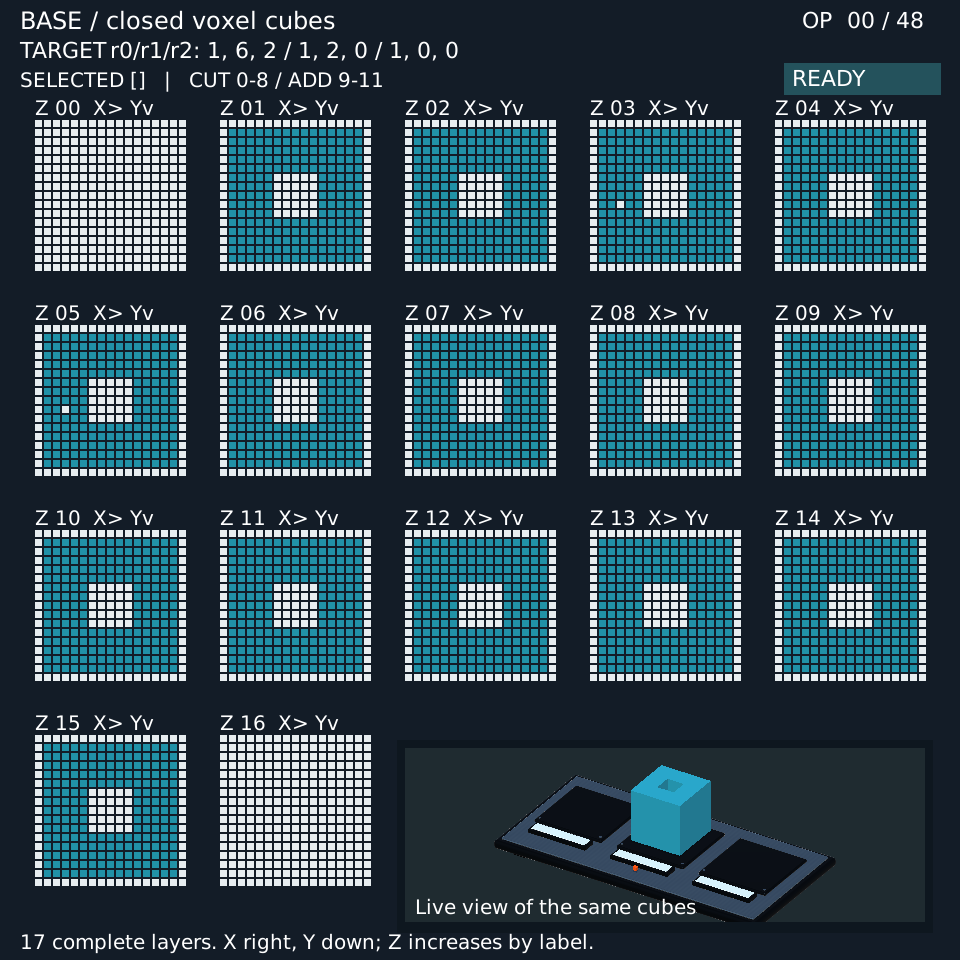 BASE / closed voxel cubes
OP 00 / 48
TARGET r0/r1/r2: 1, 6, 2 / 1, 2, 0 / 1, 0, 0
SELECTED [] | CUT 0-8 / ADD 9-11
READY
Z 00 X> Yv
Z 01 X> Yv
Z 02 X> Yv
Z 03 X> Yv
Z 04 X> Yv
Z 05 X> Yv
Z 06 X> Yv
Z 07 X> Yv
Z 08 X> Yv
Z 09 X> Yv
Z 10 X> Yv
Z 11 X> Yv
Z 12 X> Yv
Z 13 X> Yv
Z 14 X> Yv
Z 15 X> Yv
Z 16 X> Yv
Live view of the same cubes
17 complete layers. X right, Y down; Z increases by label.